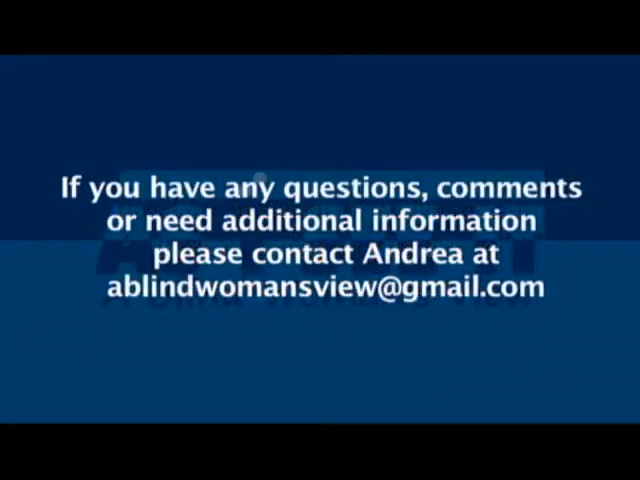 If you have any questions, comments
or need additional information
please contact Andrea at
ablindwomansview@gmail.com